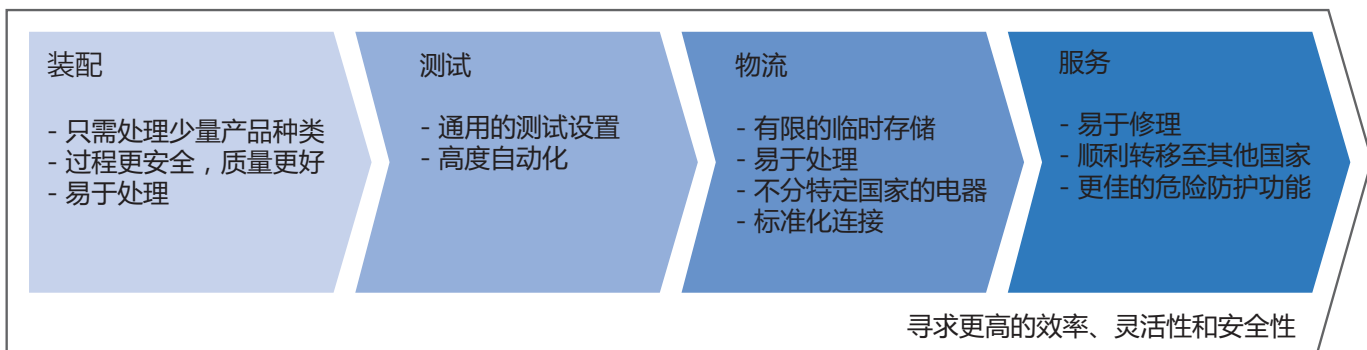 装配
- 只需处理少量产品种类
- 过程更安全，质量更好
- 易于处理
测试
- 通用的测试设置
- 高度自动化
物流
- 有限的临时存储
- 易于处理
- 不分特定国家的电器
- 标准化连接
服务
- 易于修理
- 顺利转移至其他国家
- 更佳的危险防护功能
寻求更高的效率、灵活性和安全性